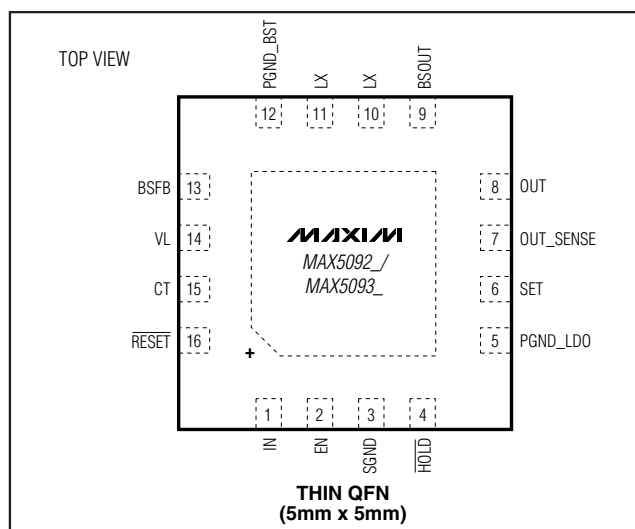 TOP VIEW
PGND_BST
LX
LX
BSOUT
12
11
10
9
BSFB 13
8 OUT
VL 14
MAXIM
7 OUT_SENSE
MAX5092_/
MAX5093_
CT 15
6 SET
RESET 16
5 PGND_LDO
+
1
2
3
4
IN
EN
SGND
HOLD
THIN QFN
(5mm x 5mm)